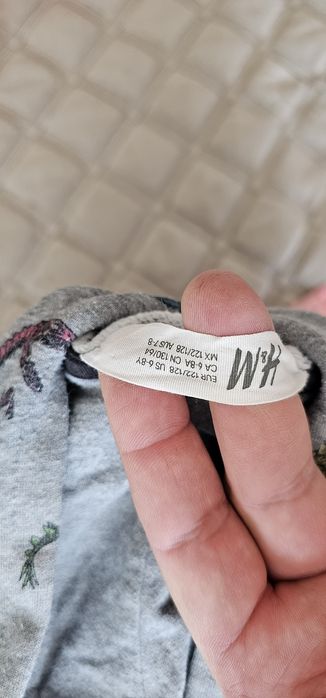 H&M
EUR 122/128 US 6-8Y
CA 6-8A CN 130/64
MX 122/128 AUS 7-8